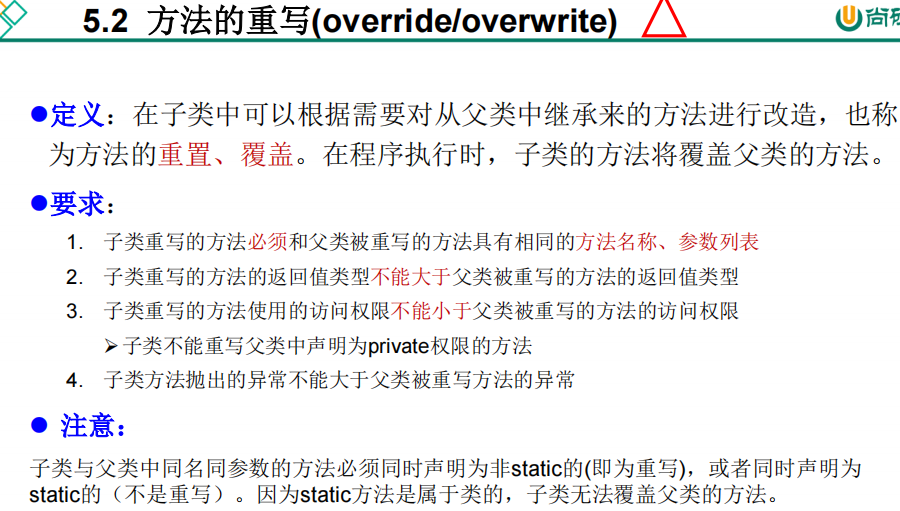 5.2 方法的重写(override/overwrite)
尚硅
●定义：在子类中可以根据需要对从父类中继承来的方法进行改造，也称
为方法的重置、覆盖。在程序执行时，子类的方法将覆盖父类的方法。
●要求：
1. 子类重写的方法必须和父类被重写的方法具有相同的方法名称、参数列表
2. 子类重写的方法的返回值类型不能大于父类被重写的方法的返回值类型
3. 子类重写的方法使用的访问权限不能小于父类被重写的方法的访问权限
➢子类不能重写父类中声明为private权限的方法
4. 子类方法抛出的异常不能大于父类被重写方法的异常
● 注意：
子类与父类中同名同参数的方法必须同时声明为非static的(即为重写)，或者同时声明为
static的（不是重写）。因为static方法是属于类的，子类无法覆盖父类的方法。